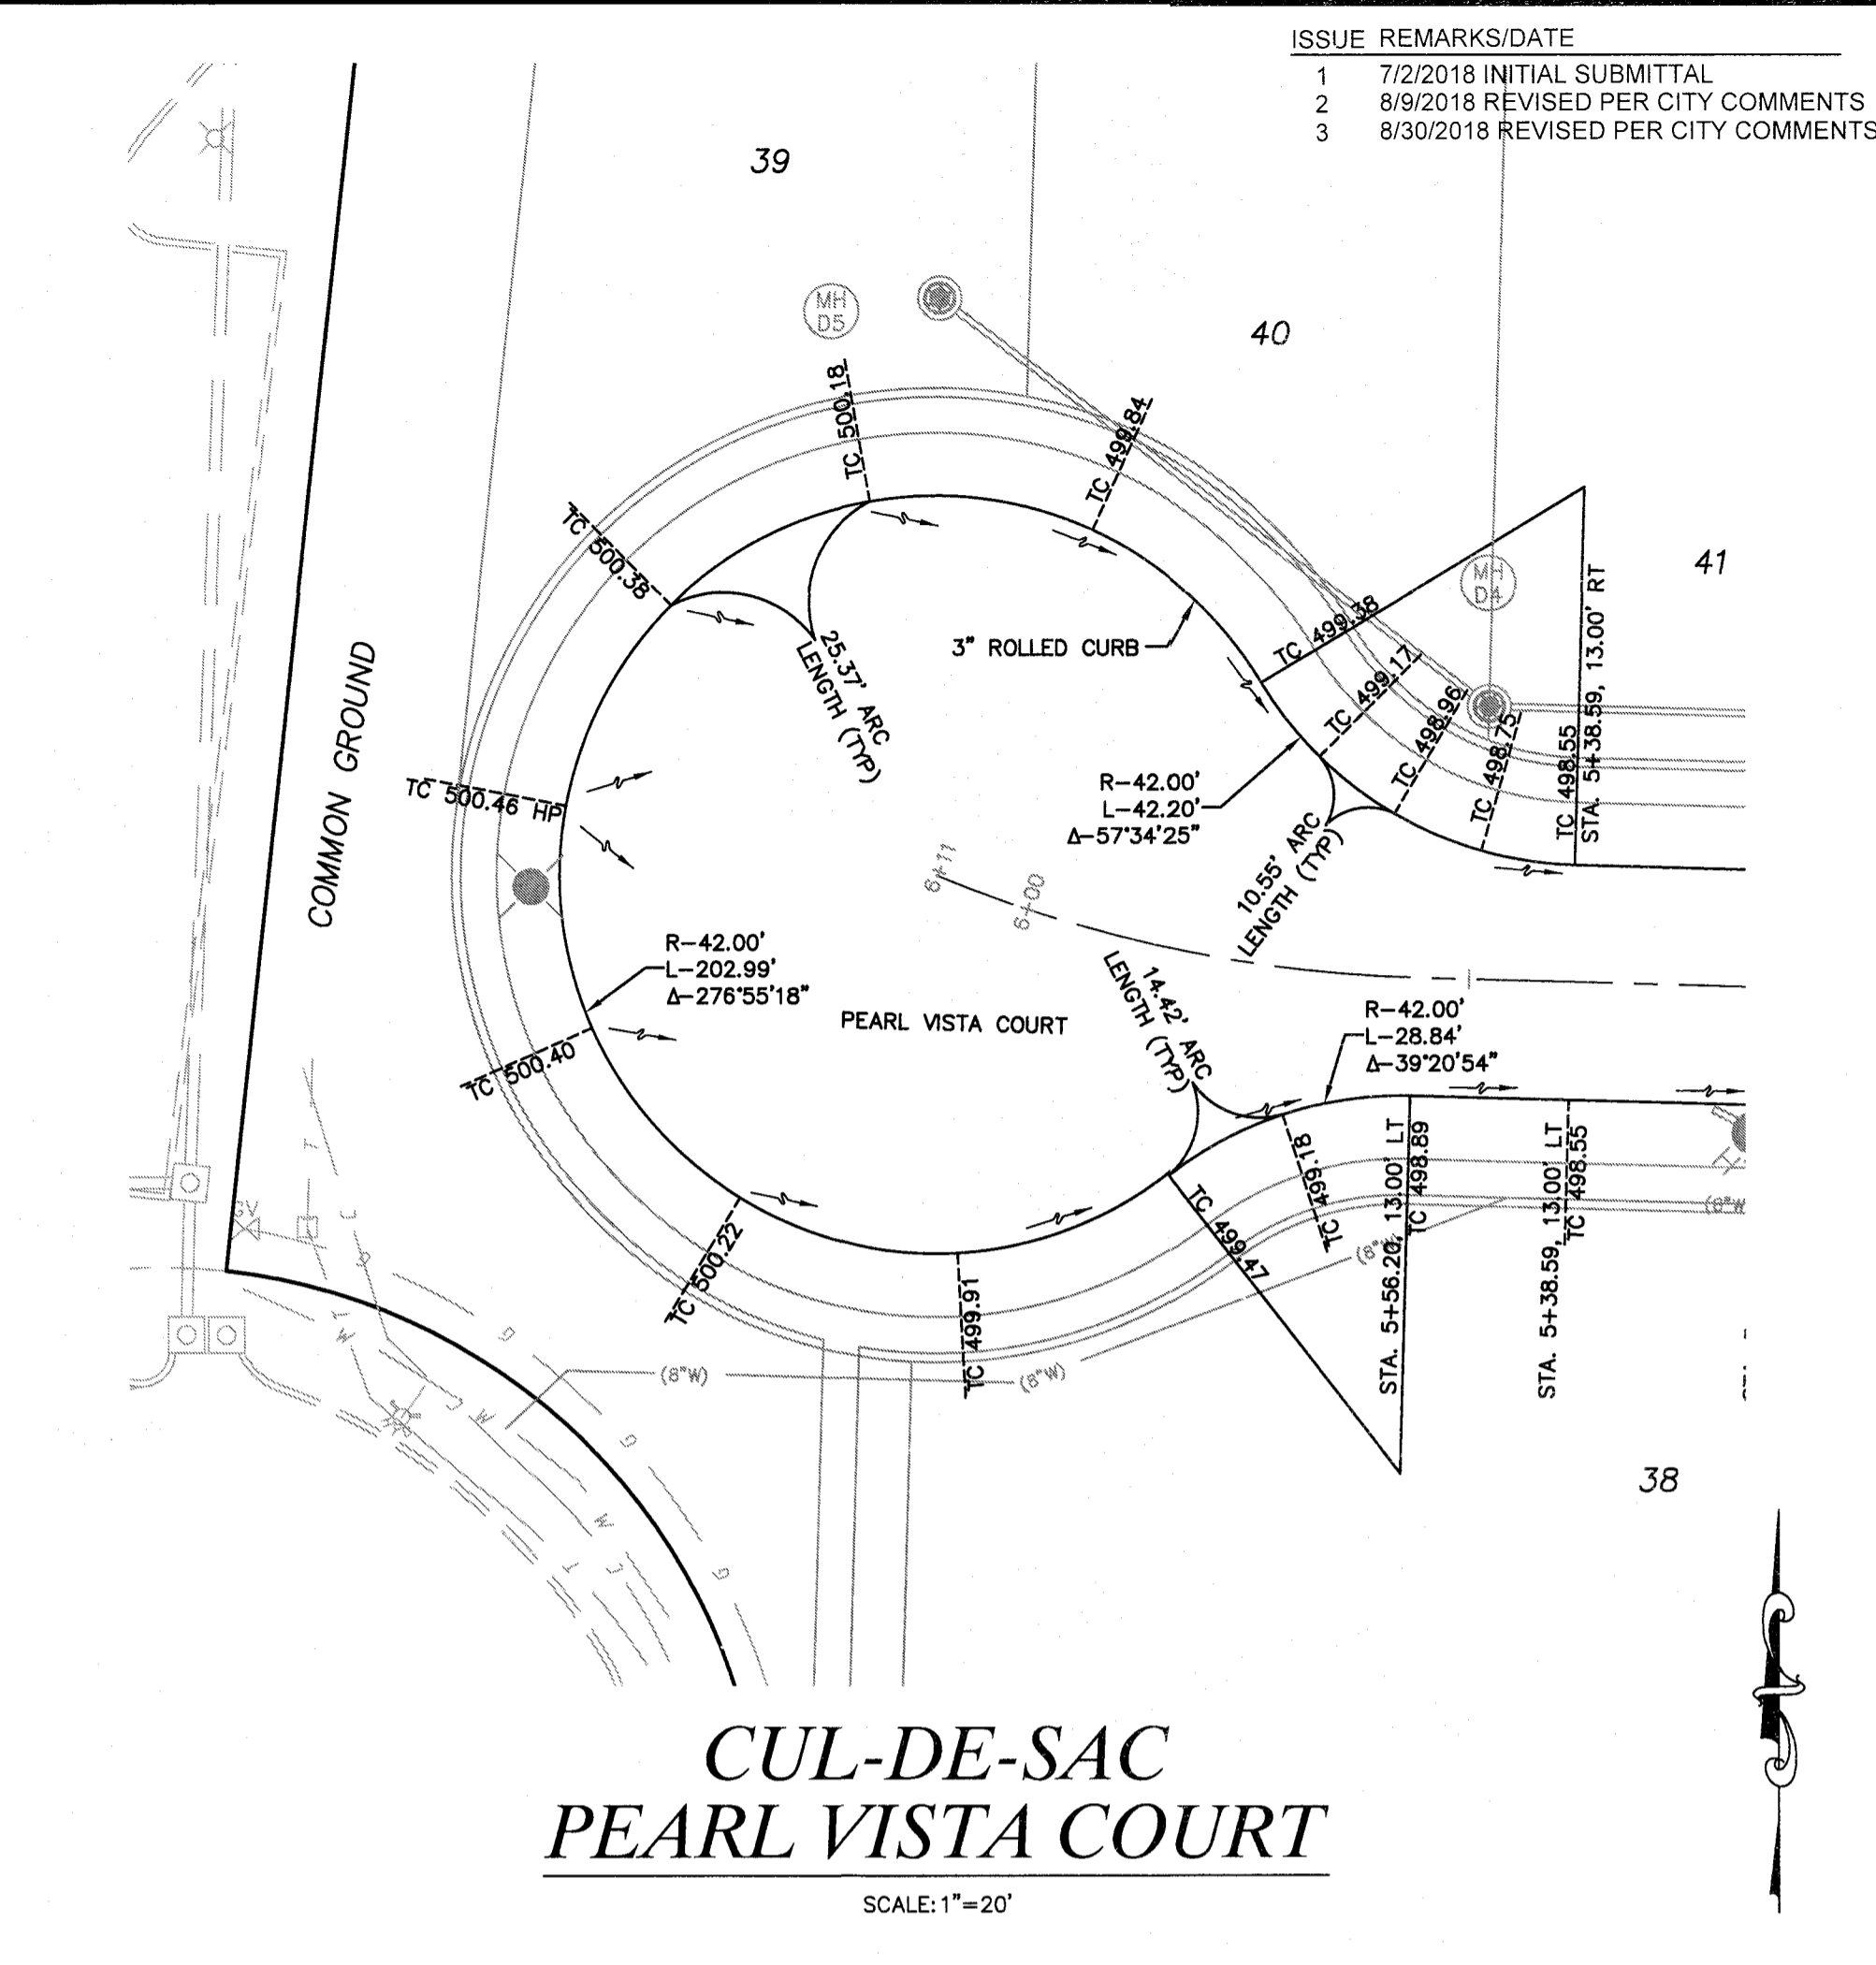 ISSUE REMARKS/DATE
1 7/2/2018 INITIAL SUBMITTAL
2 8/9/2018 REVISED PER CITY COMMENTS
3 8/30/2018 REVISED PER CITY COMMENTS
39
MH
D5
40
41
MH
D4
TC 500.18
TC 499.84
TC 500.38
TC 499.38
TC 499.17
TC 498.96
TC 498.75
TC 498.55
STA. 5+38.59, 13.00' RT
3" ROLLED CURB
25.37' ARC
LENGTH (TYP)
COMMON GROUND
TC 500.46 HP
R-42.00'
L-42.20'
Δ-57°34'25"
10.55' ARC
LENGTH (TYP)
6+11
6+00
R-42.00'
L-202.99'
Δ-276°55'18"
PEARL VISTA COURT
14.42' ARC
LENGTH (TYP)
R-42.00'
L-28.84'
Δ-39°20'54"
TC 500.40
TC 500.22
TC 499.91
TC 499.47
TC 499.18
STA. 5+56.20, 13.00' LT
TC 498.89
STA. 5+38.59, 13.00' LT
TC 498.55
GV
T
G
W
G
W
G
W
T
G
(8"W)
(8"W)
(8"
(8"W
38
CUL-DE-SAC
PEARL VISTA COURT
SCALE: 1"=20'